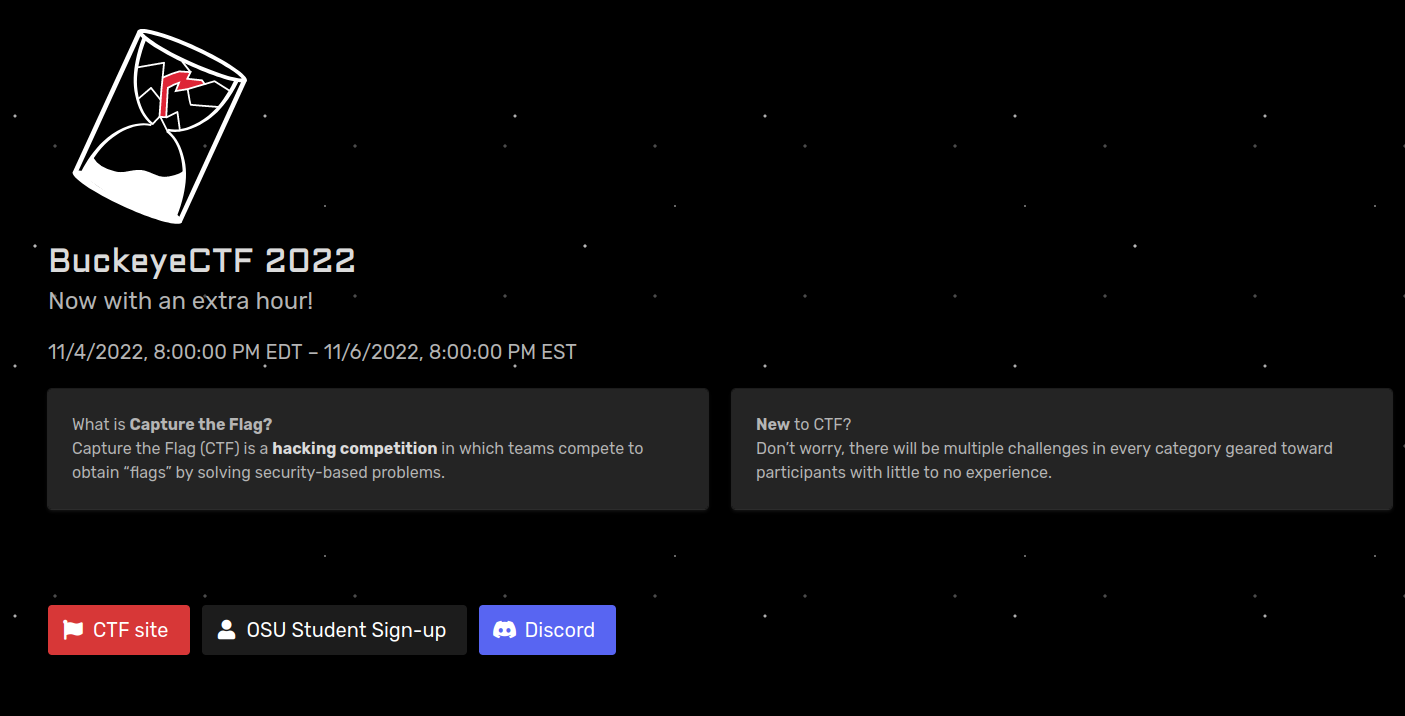 BuckeyeCTF 2022
Now with an extra hour!
11/4/2022, 8:00:00 PM EDT – 11/6/2022, 8:00:00 PM EST
What is Capture the Flag?
Capture the Flag (CTF) is a hacking competition in which teams compete to
obtain “flags” by solving security-based problems.
New to CTF?
Don’t worry, there will be multiple challenges in every category geared toward
participants with little to no experience.
CTF site
OSU Student Sign-up
Discord